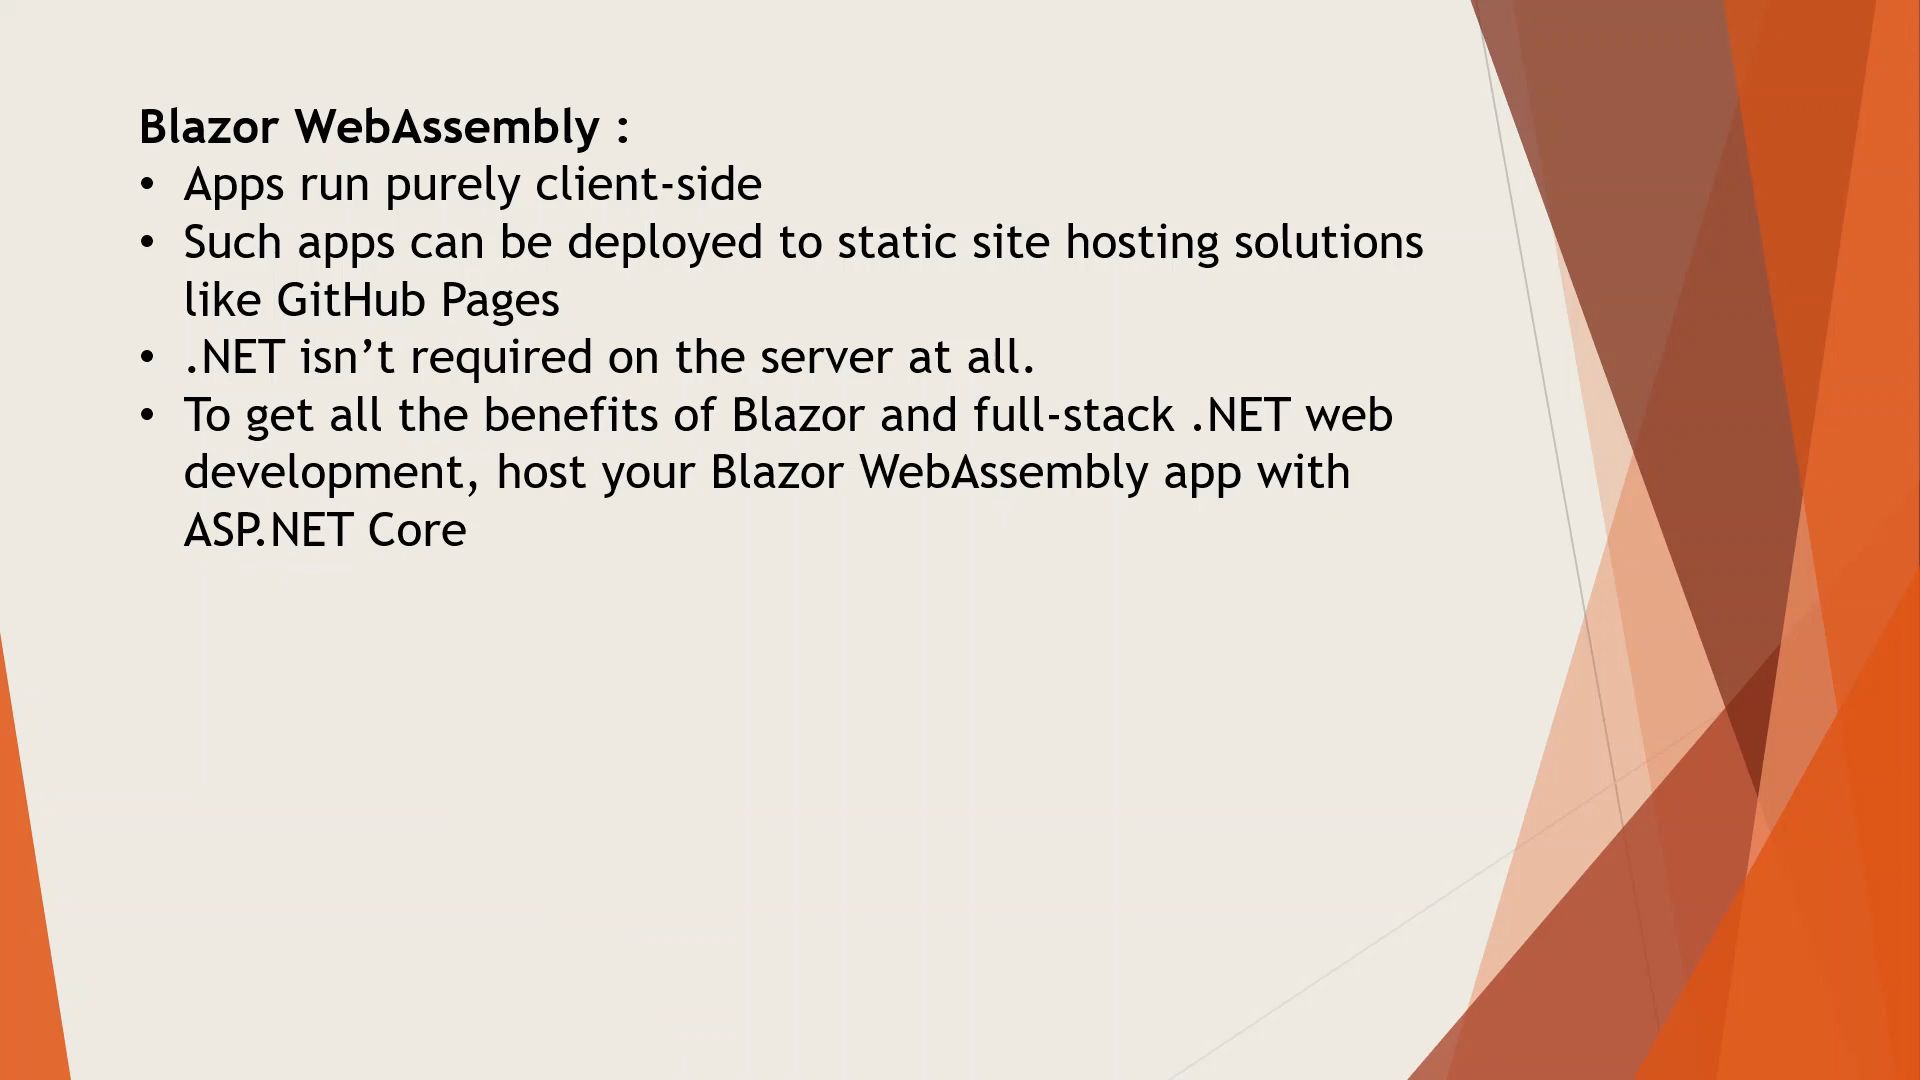 Blazor WebAssembly :
• Apps run purely client-side
• Such apps can be deployed to static site hosting solutions
like GitHub Pages
• .NET isn’t required on the server at all.
• To get all the benefits of Blazor and full-stack .NET web
development, host your Blazor WebAssembly app with
ASP.NET Core